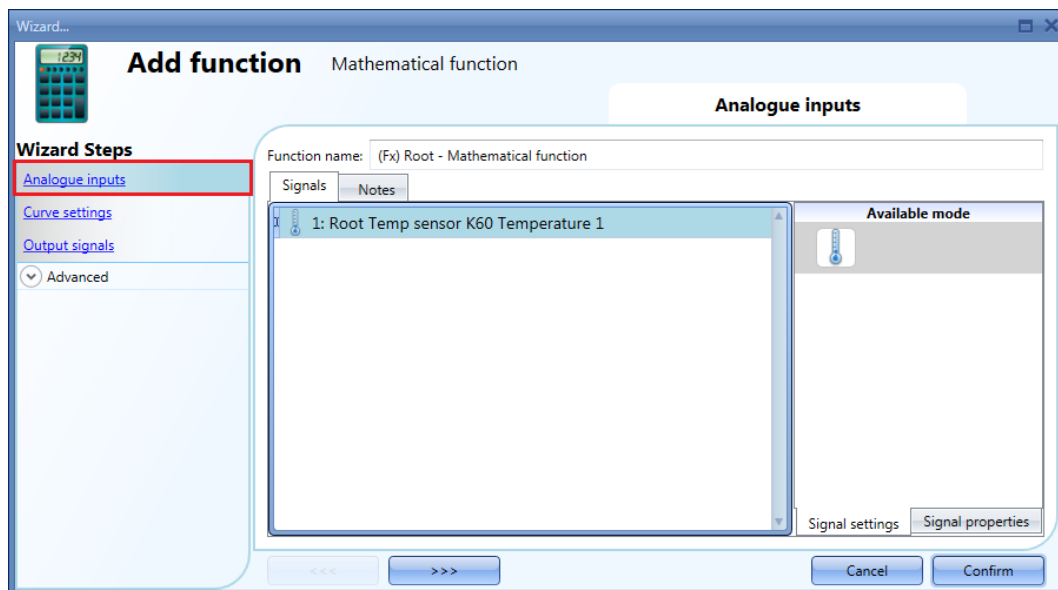 Wizard...
1234
Add function Mathematical function
Analogue inputs
Wizard Steps
Analogue inputs
Curve settings
Output signals
Advanced
Function name: (Fx) Root - Mathematical function
Signals Notes
1: Root Temp sensor K60 Temperature 1
Available mode
Signal settings Signal properties
<<< >>> Cancel Confirm